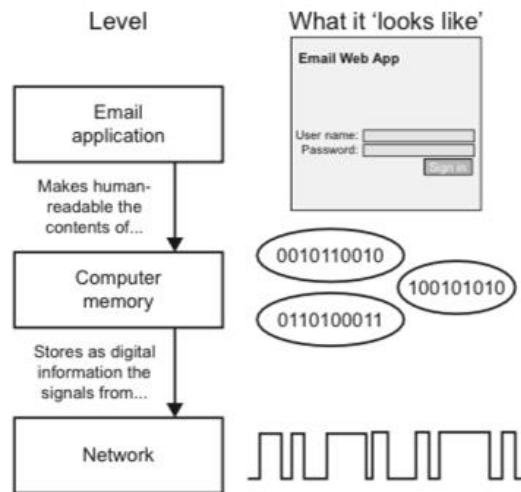 Level
What it ‘looks like’
Email Web App
Email
application
User name:
Password:
Sign in
Makes human-
readable the
contents of...
Computer
memory
0010110010
100101010
0110100011
Stores as digital
information the
signals from...
Network